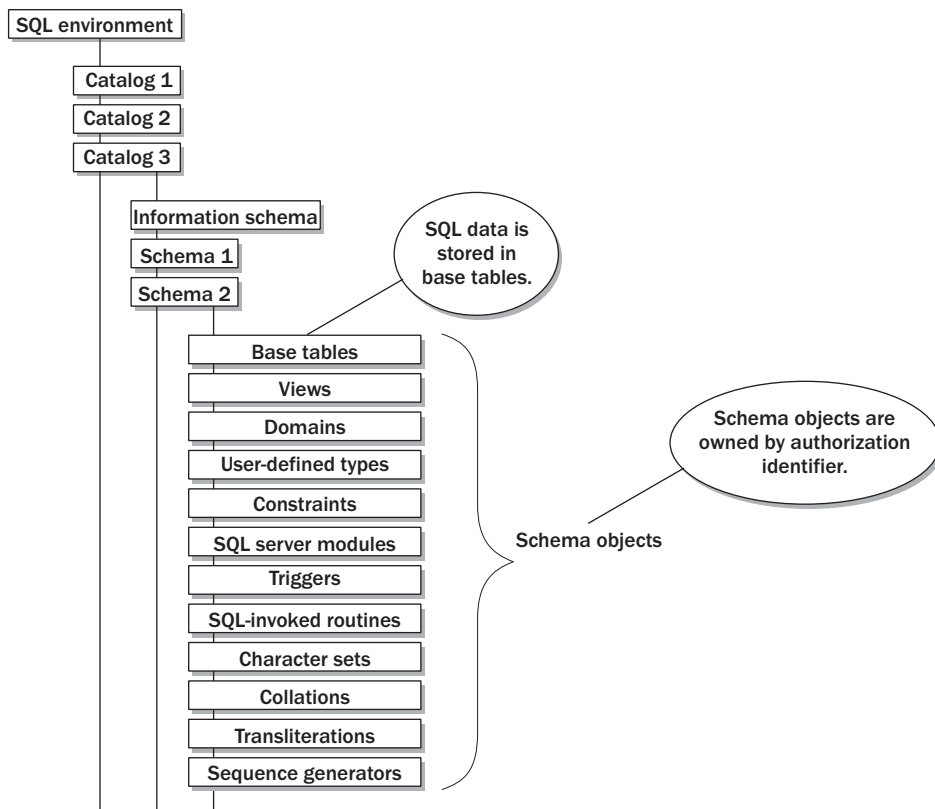 SQL environment
Catalog 1
Catalog 2
Catalog 3
Information schema
Schema 1
Schema 2
SQL data is
stored in
base tables.
Base tables
Views
Domains
User-defined types
Constraints
SQL server modules
Triggers
SQL-invoked routines
Character sets
Collations
Transliterations
Sequence generators
Schema objects
Schema objects are
owned by authorization
identifier.